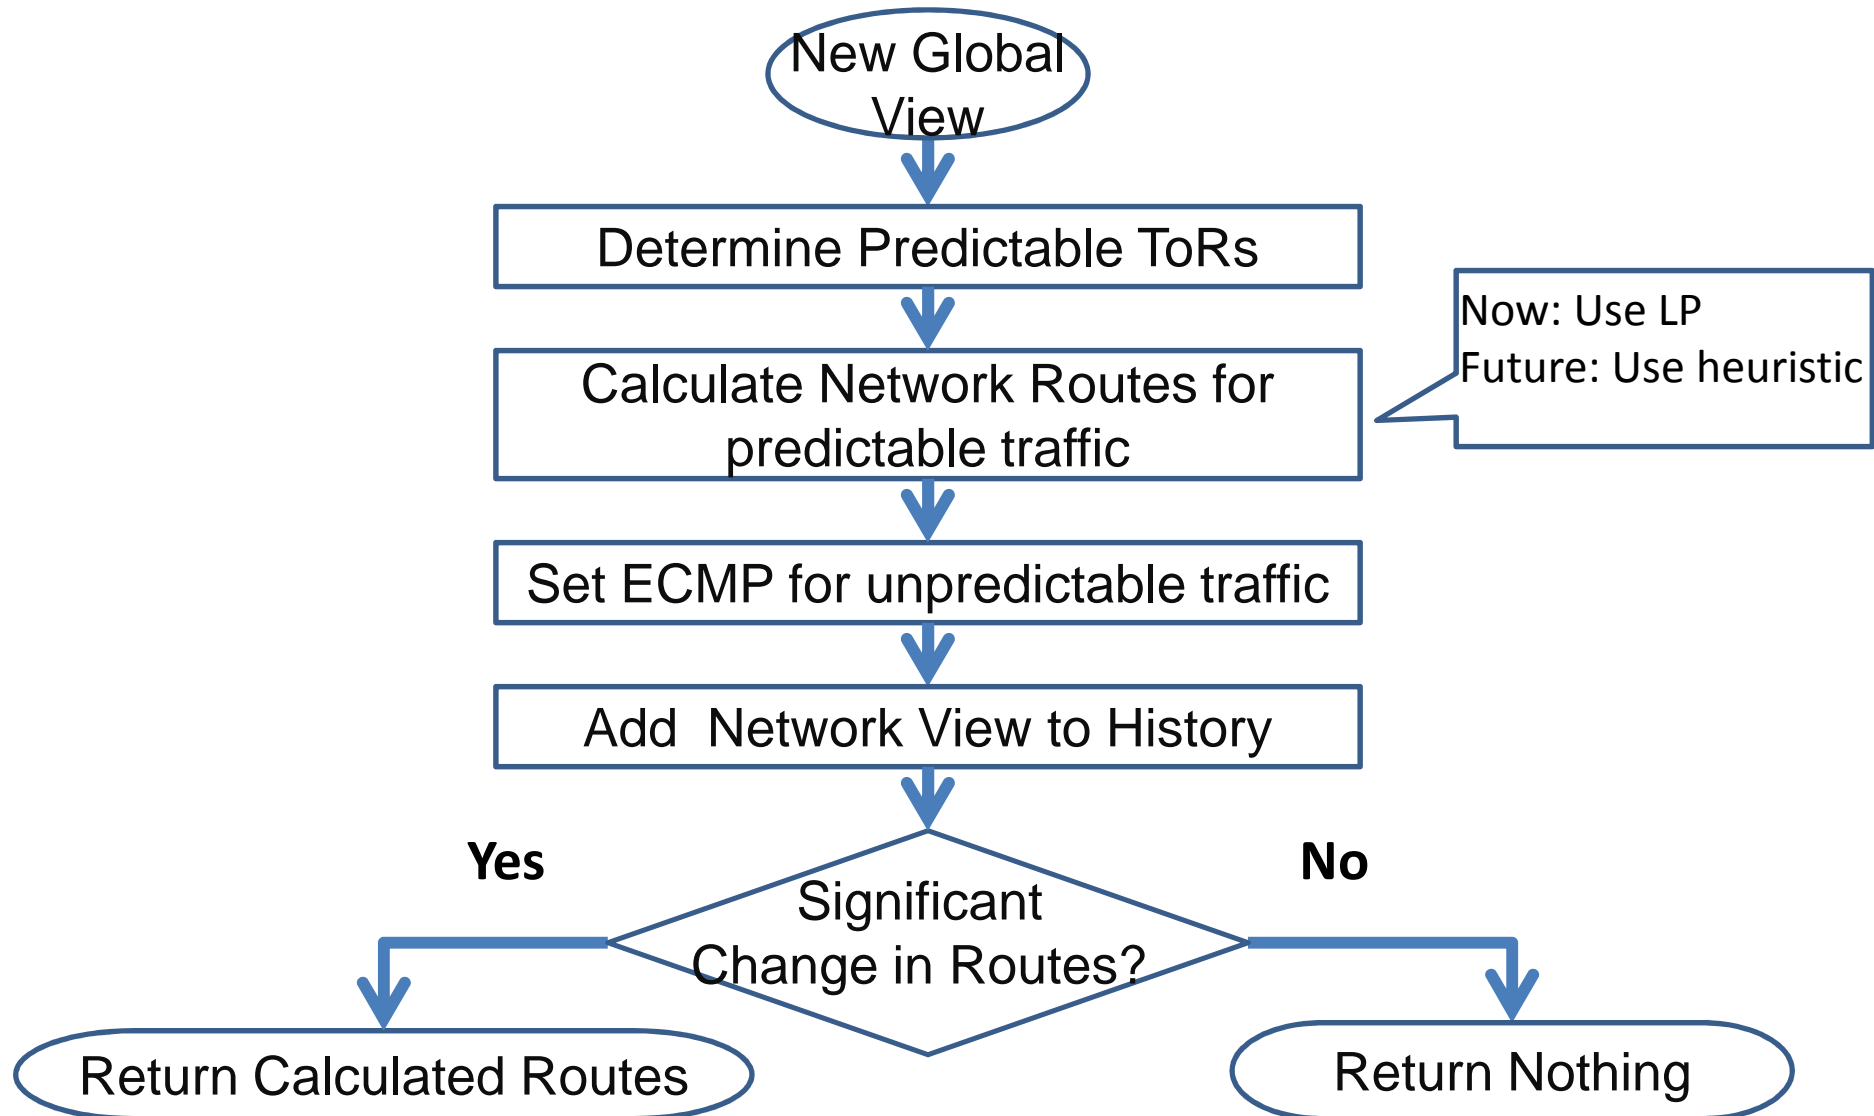 New Global
View
Determine Predictable ToRs
Now: Use LP
Future: Use heuristic
Calculate Network Routes for
predictable traffic
Set ECMP for unpredictable traffic
Add  Network View to History
Yes
No
Significant
Change in Routes?
Return Calculated Routes
Return Nothing